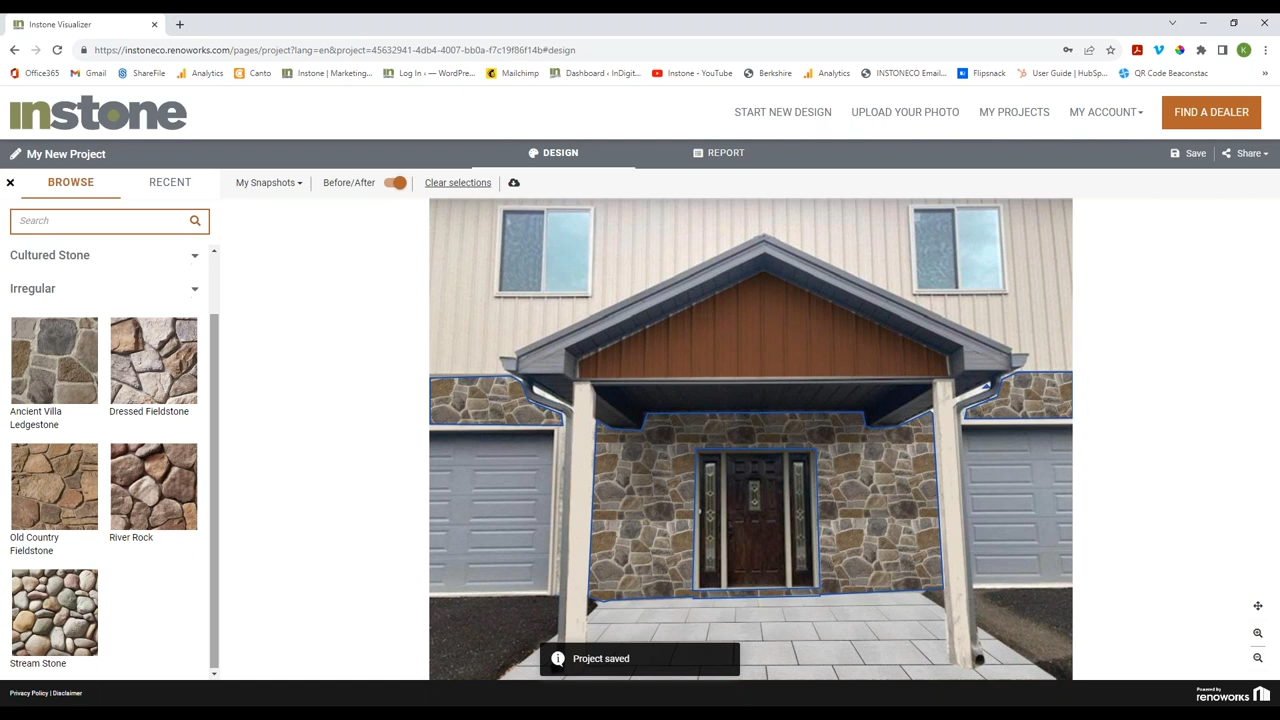 Instone Visualizer
https://instoneco.renoworks.com/pages/project?lang=en&project=45632941-4db4-4007-bb0a-f7c19f86f14b#design
K
Office365
Gmail
ShareFile
Analytics
Canto
Instone | Marketing...
Log In ‹ — WordPre...
Mailchimp
Dashboard ‹ InDigit...
Instone - YouTube
Berkshire
Analytics
INSTONECO Email...
Flipsnack
User Guide | HubSp...
QR Code Beaconstac
»
instone
START NEW DESIGN
UPLOAD YOUR PHOTO
MY PROJECTS
MY ACCOUNT
FIND A DEALER
My New Project
DESIGN
REPORT
Save
Share
BROWSE
RECENT
My Snapshots
Before/After
Clear selections
Search
Cultured Stone
Irregular
Ancient Villa
Ledgestone
Dressed Fieldstone
Old Country
Fieldstone
River Rock
Stream Stone
Project saved
Privacy Policy | Disclaimer
Powered by
renoworks